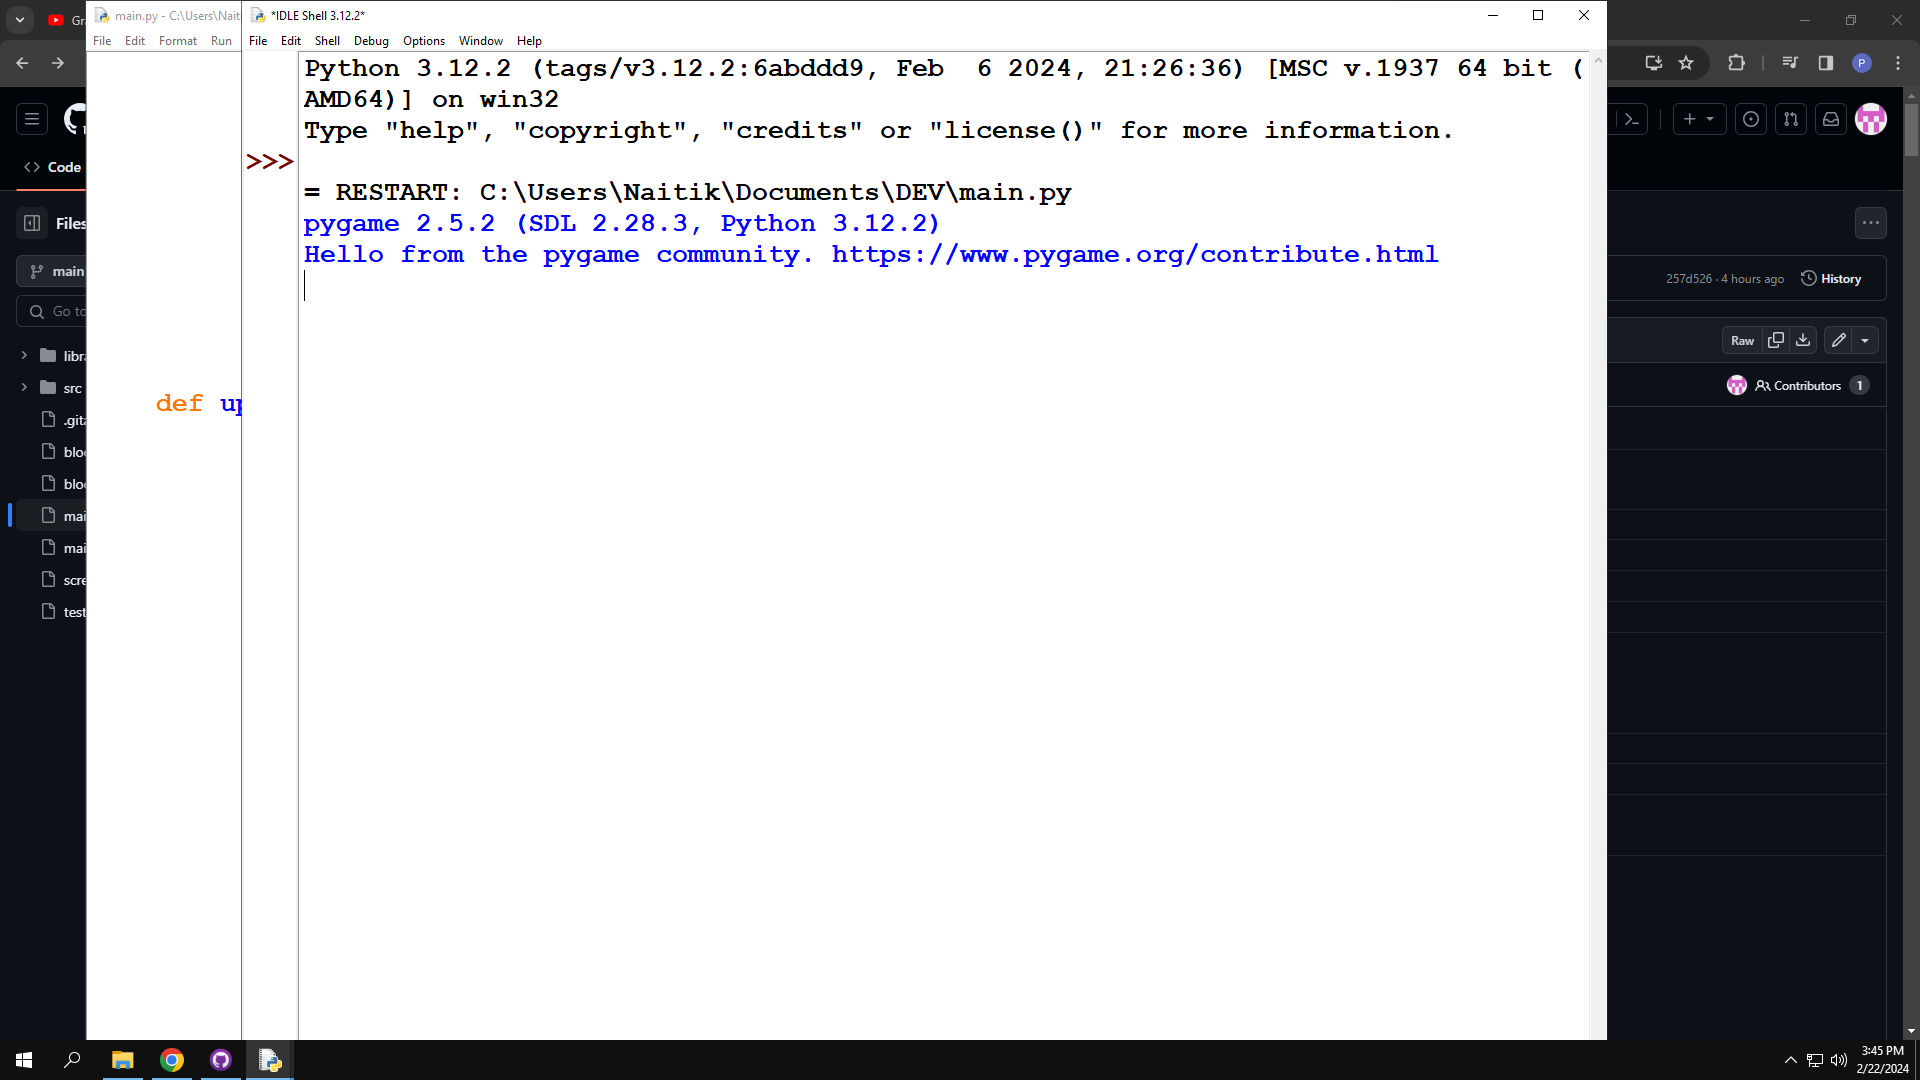 Gr
main.py - C:\Users\Nait
*IDLE Shell 3.12.2*
File Edit Format Run
File Edit Shell Debug Options Window Help
Python 3.12.2 (tags/v3.12.2:6abddd9, Feb  6 2024, 21:26:36) [MSC v.1937 64 bit (
AMD64)] on win32
Type "help", "copyright", "credits" or "license()" for more information.
>>>
= RESTART: C:\Users\Naitik\Documents\DEV\main.py
pygame 2.5.2 (SDL 2.28.3, Python 3.12.2)
Hello from the pygame community. https://www.pygame.org/contribute.html
def up
P
Code
Files
main
Go to
libra
src
.gita
bloc
bloc
mai
mai
scre
test
257d526 · 4 hours ago History
Raw
Contributors 1
3:45 PM
2/22/2024